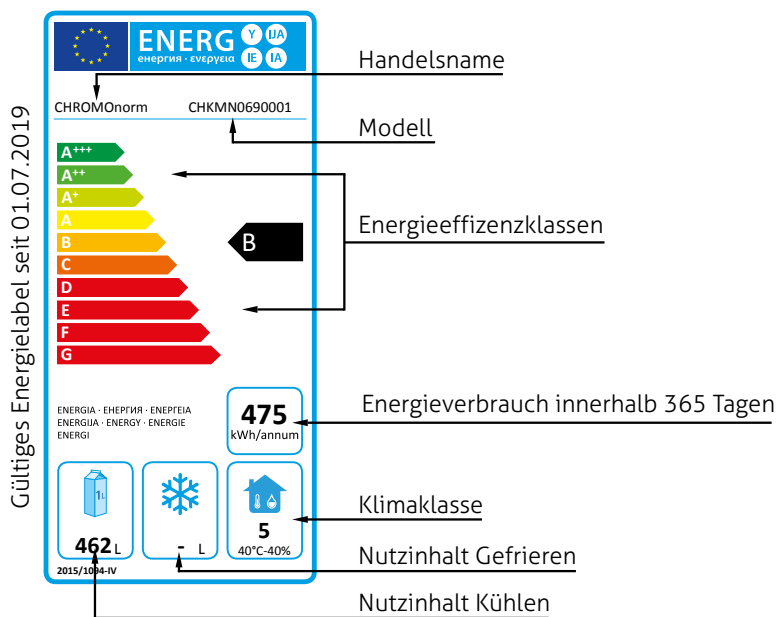 ENERG
енергия · ενεργεια
Y
IJA
IE
IA
Handelsname
CHROMOnorm
CHKMN0690001
Modell
Gültiges Energielabel seit 01.07.2019
A+++
A++
A+
A
B
C
D
E
F
G
B
Energieeffizenzklassen
ENERGIA · ЕНЕРГИЯ · ΕΝΕΡΓΕΙΑ
ENERGIJA · ENERGY · ENERGIE
ENERGI
475
kWh/annum
Energieverbrauch innerhalb 365 Tagen
1L
462 L
- L
5
40°C-40%
Klimaklasse
Nutzinhalt Gefrieren
2015/1094-IV
Nutzinhalt Kühlen